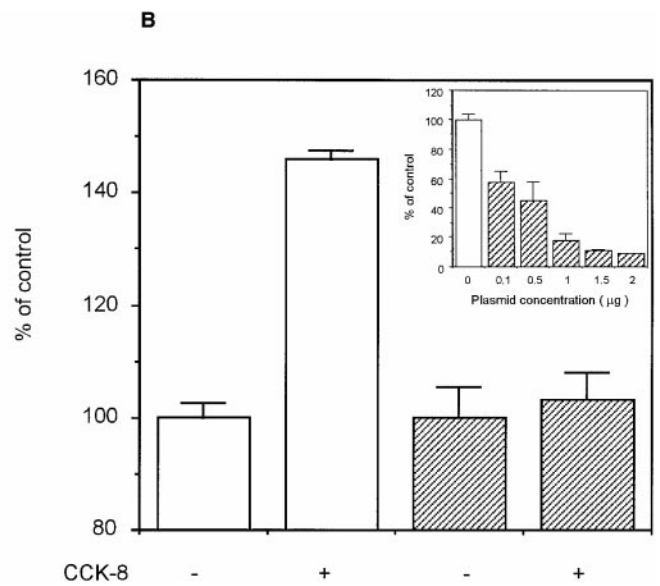 B
160
140
120
100
80
% of control
120
100
80
60
40
20
0
% of control
0 0,1 0.5 1 1.5 2
Plasmid concentration ( µg )
CCK-8 - + - +